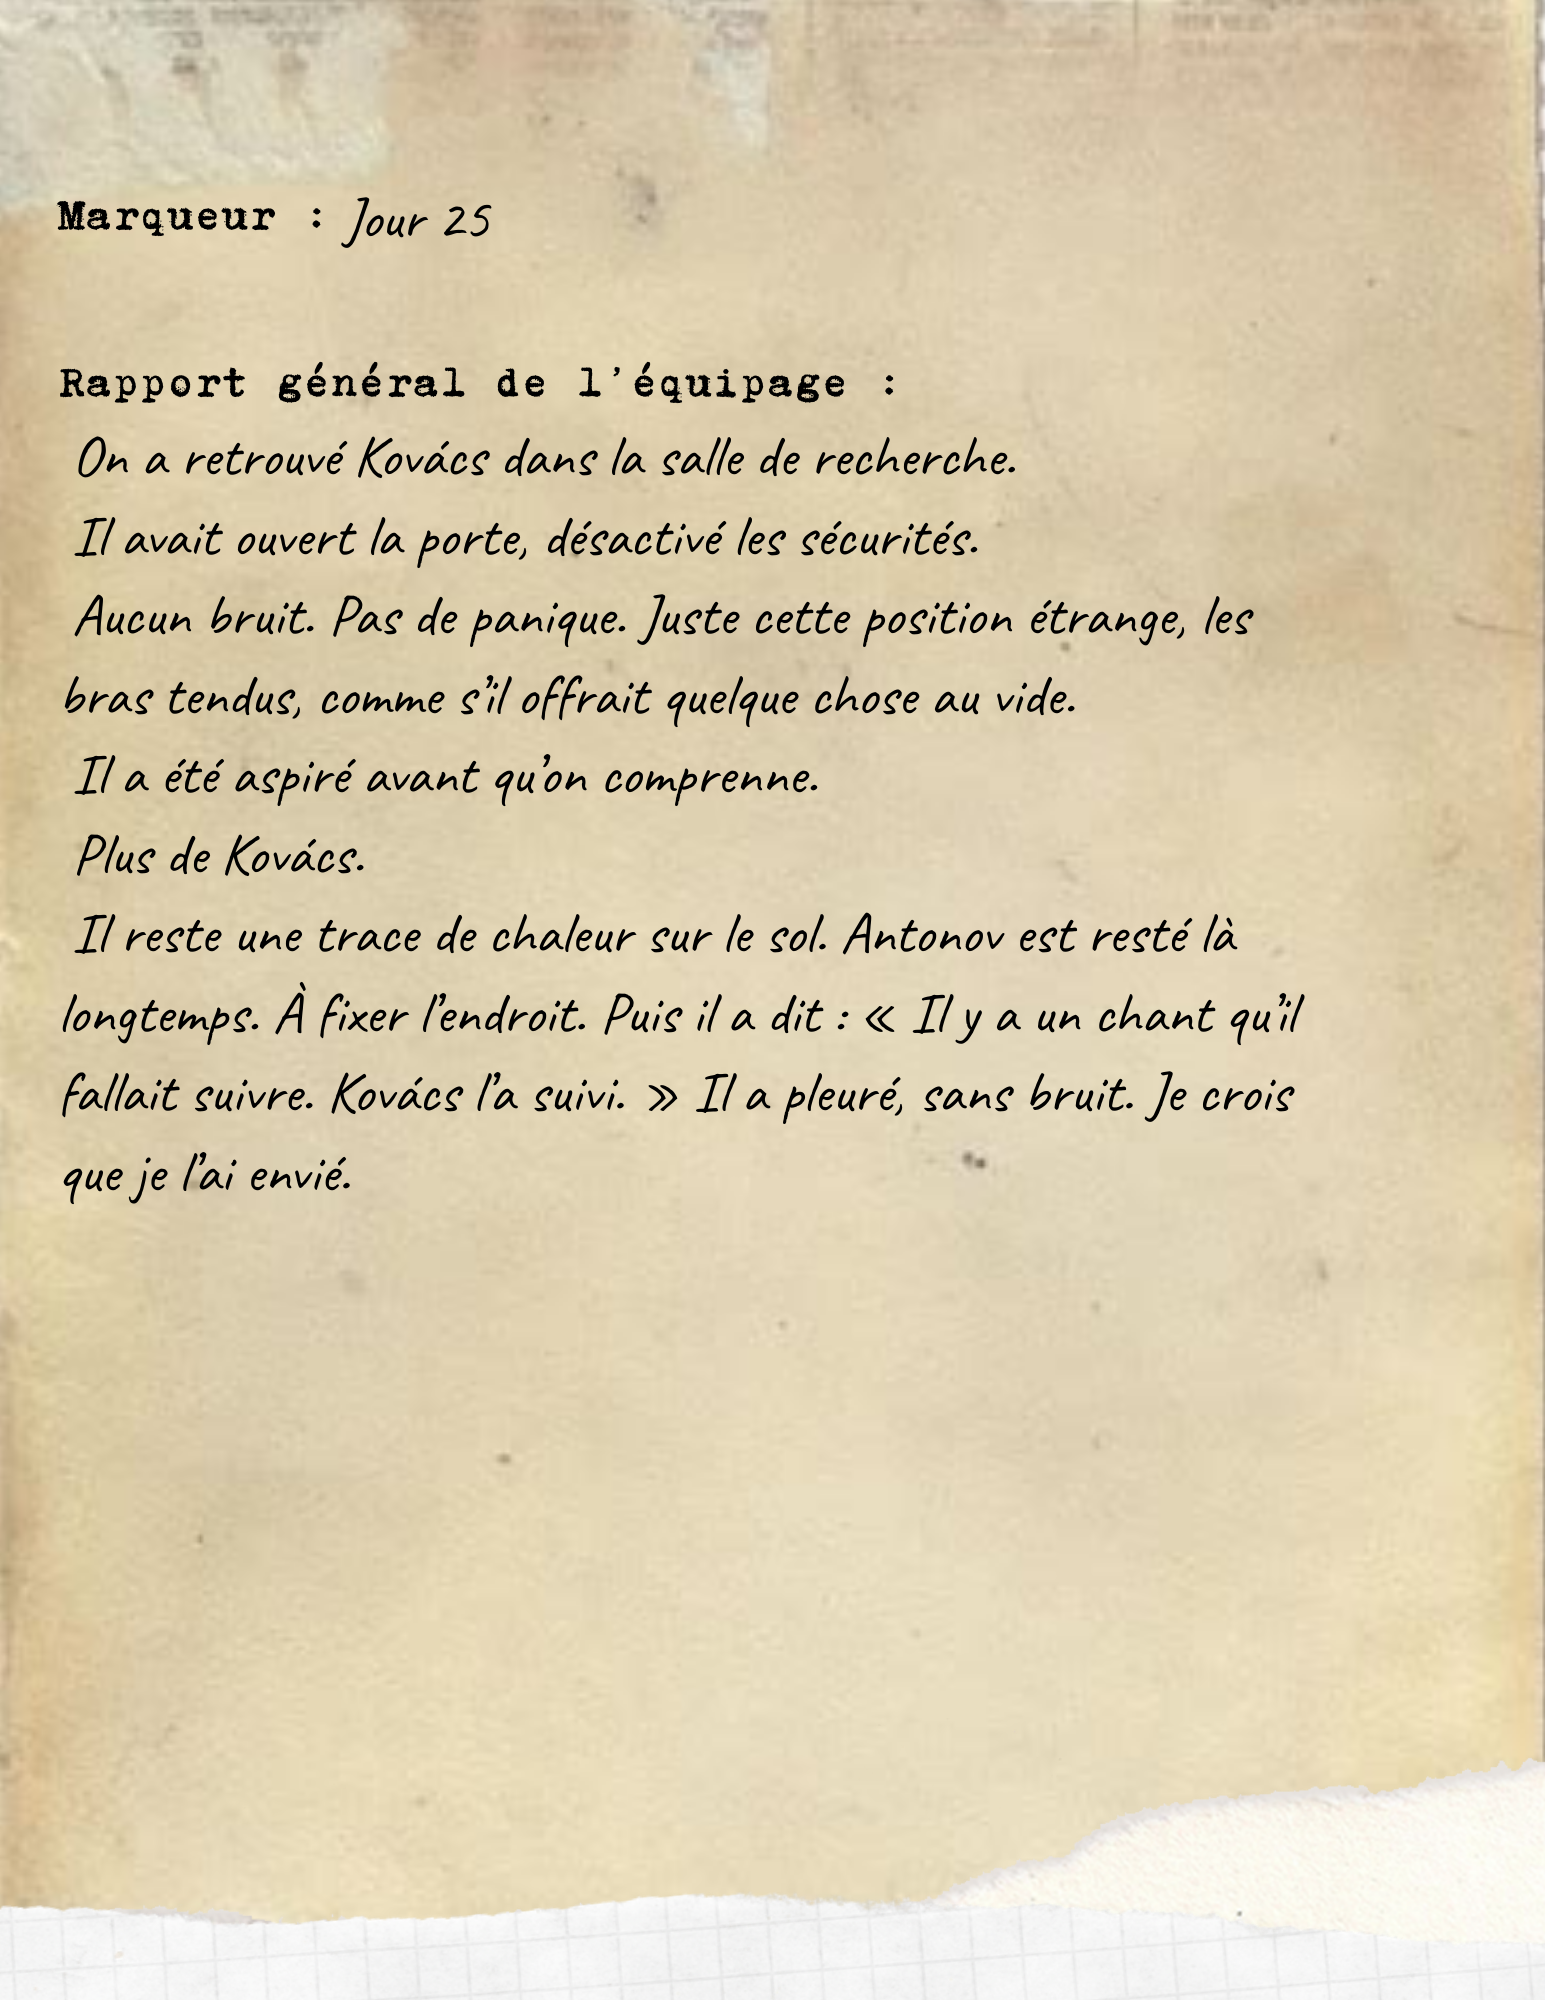 Marqueur : Jour 25
Rapport général de l'équipage :
On a retrouvé Kovács dans la salle de recherche.
Il avait ouvert la porte, désactivé les sécurités.
Aucun bruit. Pas de panique. Juste cette position étrange, les
bras tendus, comme s’il offrait quelque chose au vide.
Il a été aspiré avant qu’on comprenne.
Plus de Kovács.
Il reste une trace de chaleur sur le sol. Antonov est resté là
longtemps. À fixer l’endroit. Puis il a dit : « Il y a un chant qu’il
fallait suivre. Kovács l’a suivi. » Il a pleuré, sans bruit. Je crois
que je l’ai envié.